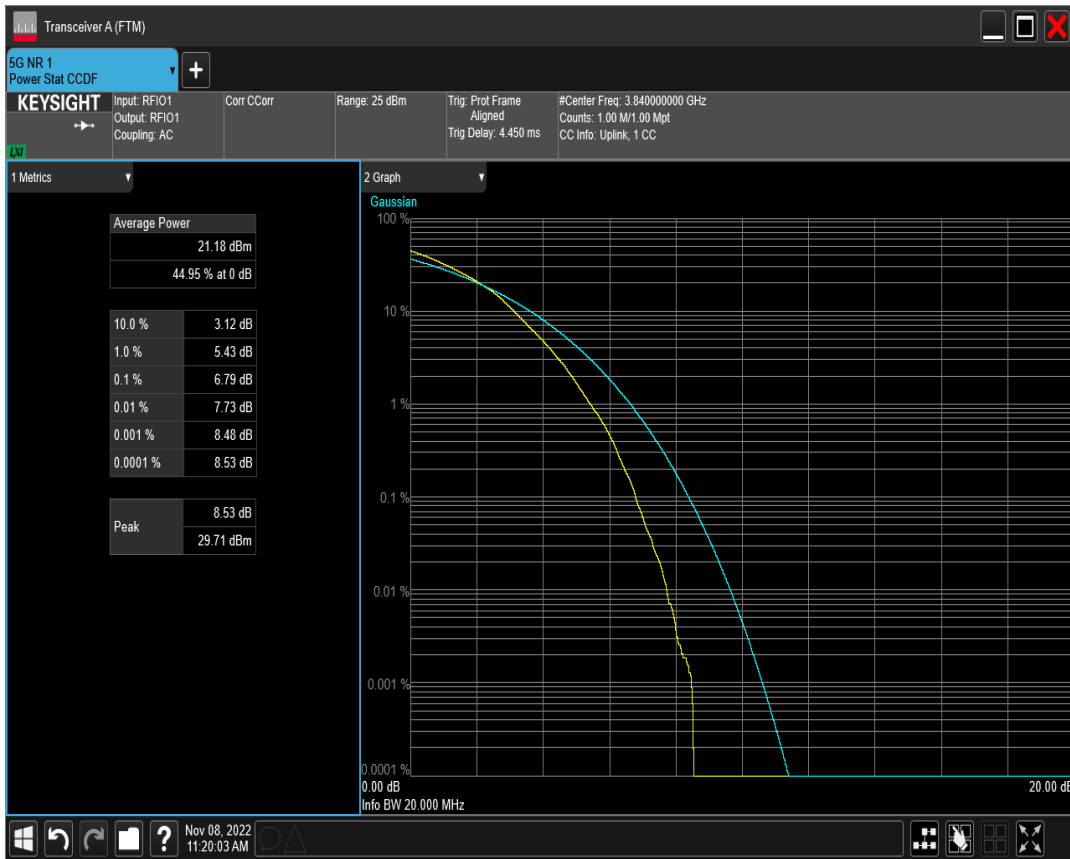 Transceiver A (FTM)
5G NR 1
Power Stat CCDF
+
KEYSIGHT
LXI
Input: RFIO1
Output: RFIO1
Coupling: AC
Corr CCorr
Range: 25 dBm
Trig: Prot Frame
Aligned
Trig Delay: 4.450 ms
#Center Freq: 3.840000000 GHz
Counts: 1.00 M/1.00 Mpt
CC Info: Uplink, 1 CC
1 Metrics
Average Power
21.18 dBm
44.95 % at 0 dB
10.0 % 3.12 dB
1.0 % 5.43 dB
0.1 % 6.79 dB
0.01 % 7.73 dB
0.001 % 8.48 dB
0.0001 % 8.53 dB
Peak 8.53 dB
29.71 dBm
2 Graph
Gaussian
100 %
10 %
1 %
0.1 %
0.01 %
0.001 %
0.0001 %
0.00 dB 20.00 dB
Info BW 20.000 MHz
?
Nov 08, 2022
11:20:03 AM